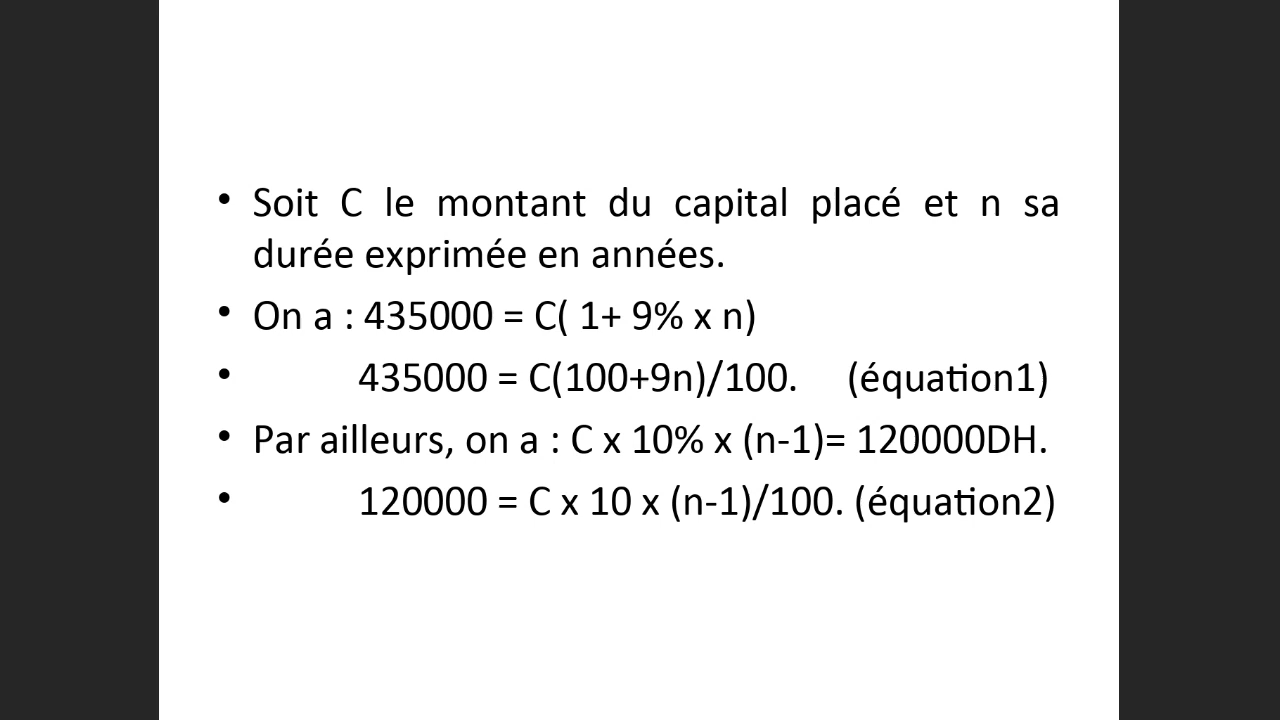 • Soit C le montant du capital placé et n sa
durée exprimée en années.
• On a : 435000 = C( 1+ 9% x n)
• 435000 = C(100+9n)/100. (équation1)
• Par ailleurs, on a : C x 10% x (n-1)= 120000DH.
• 120000 = C x 10 x (n-1)/100. (équation2)